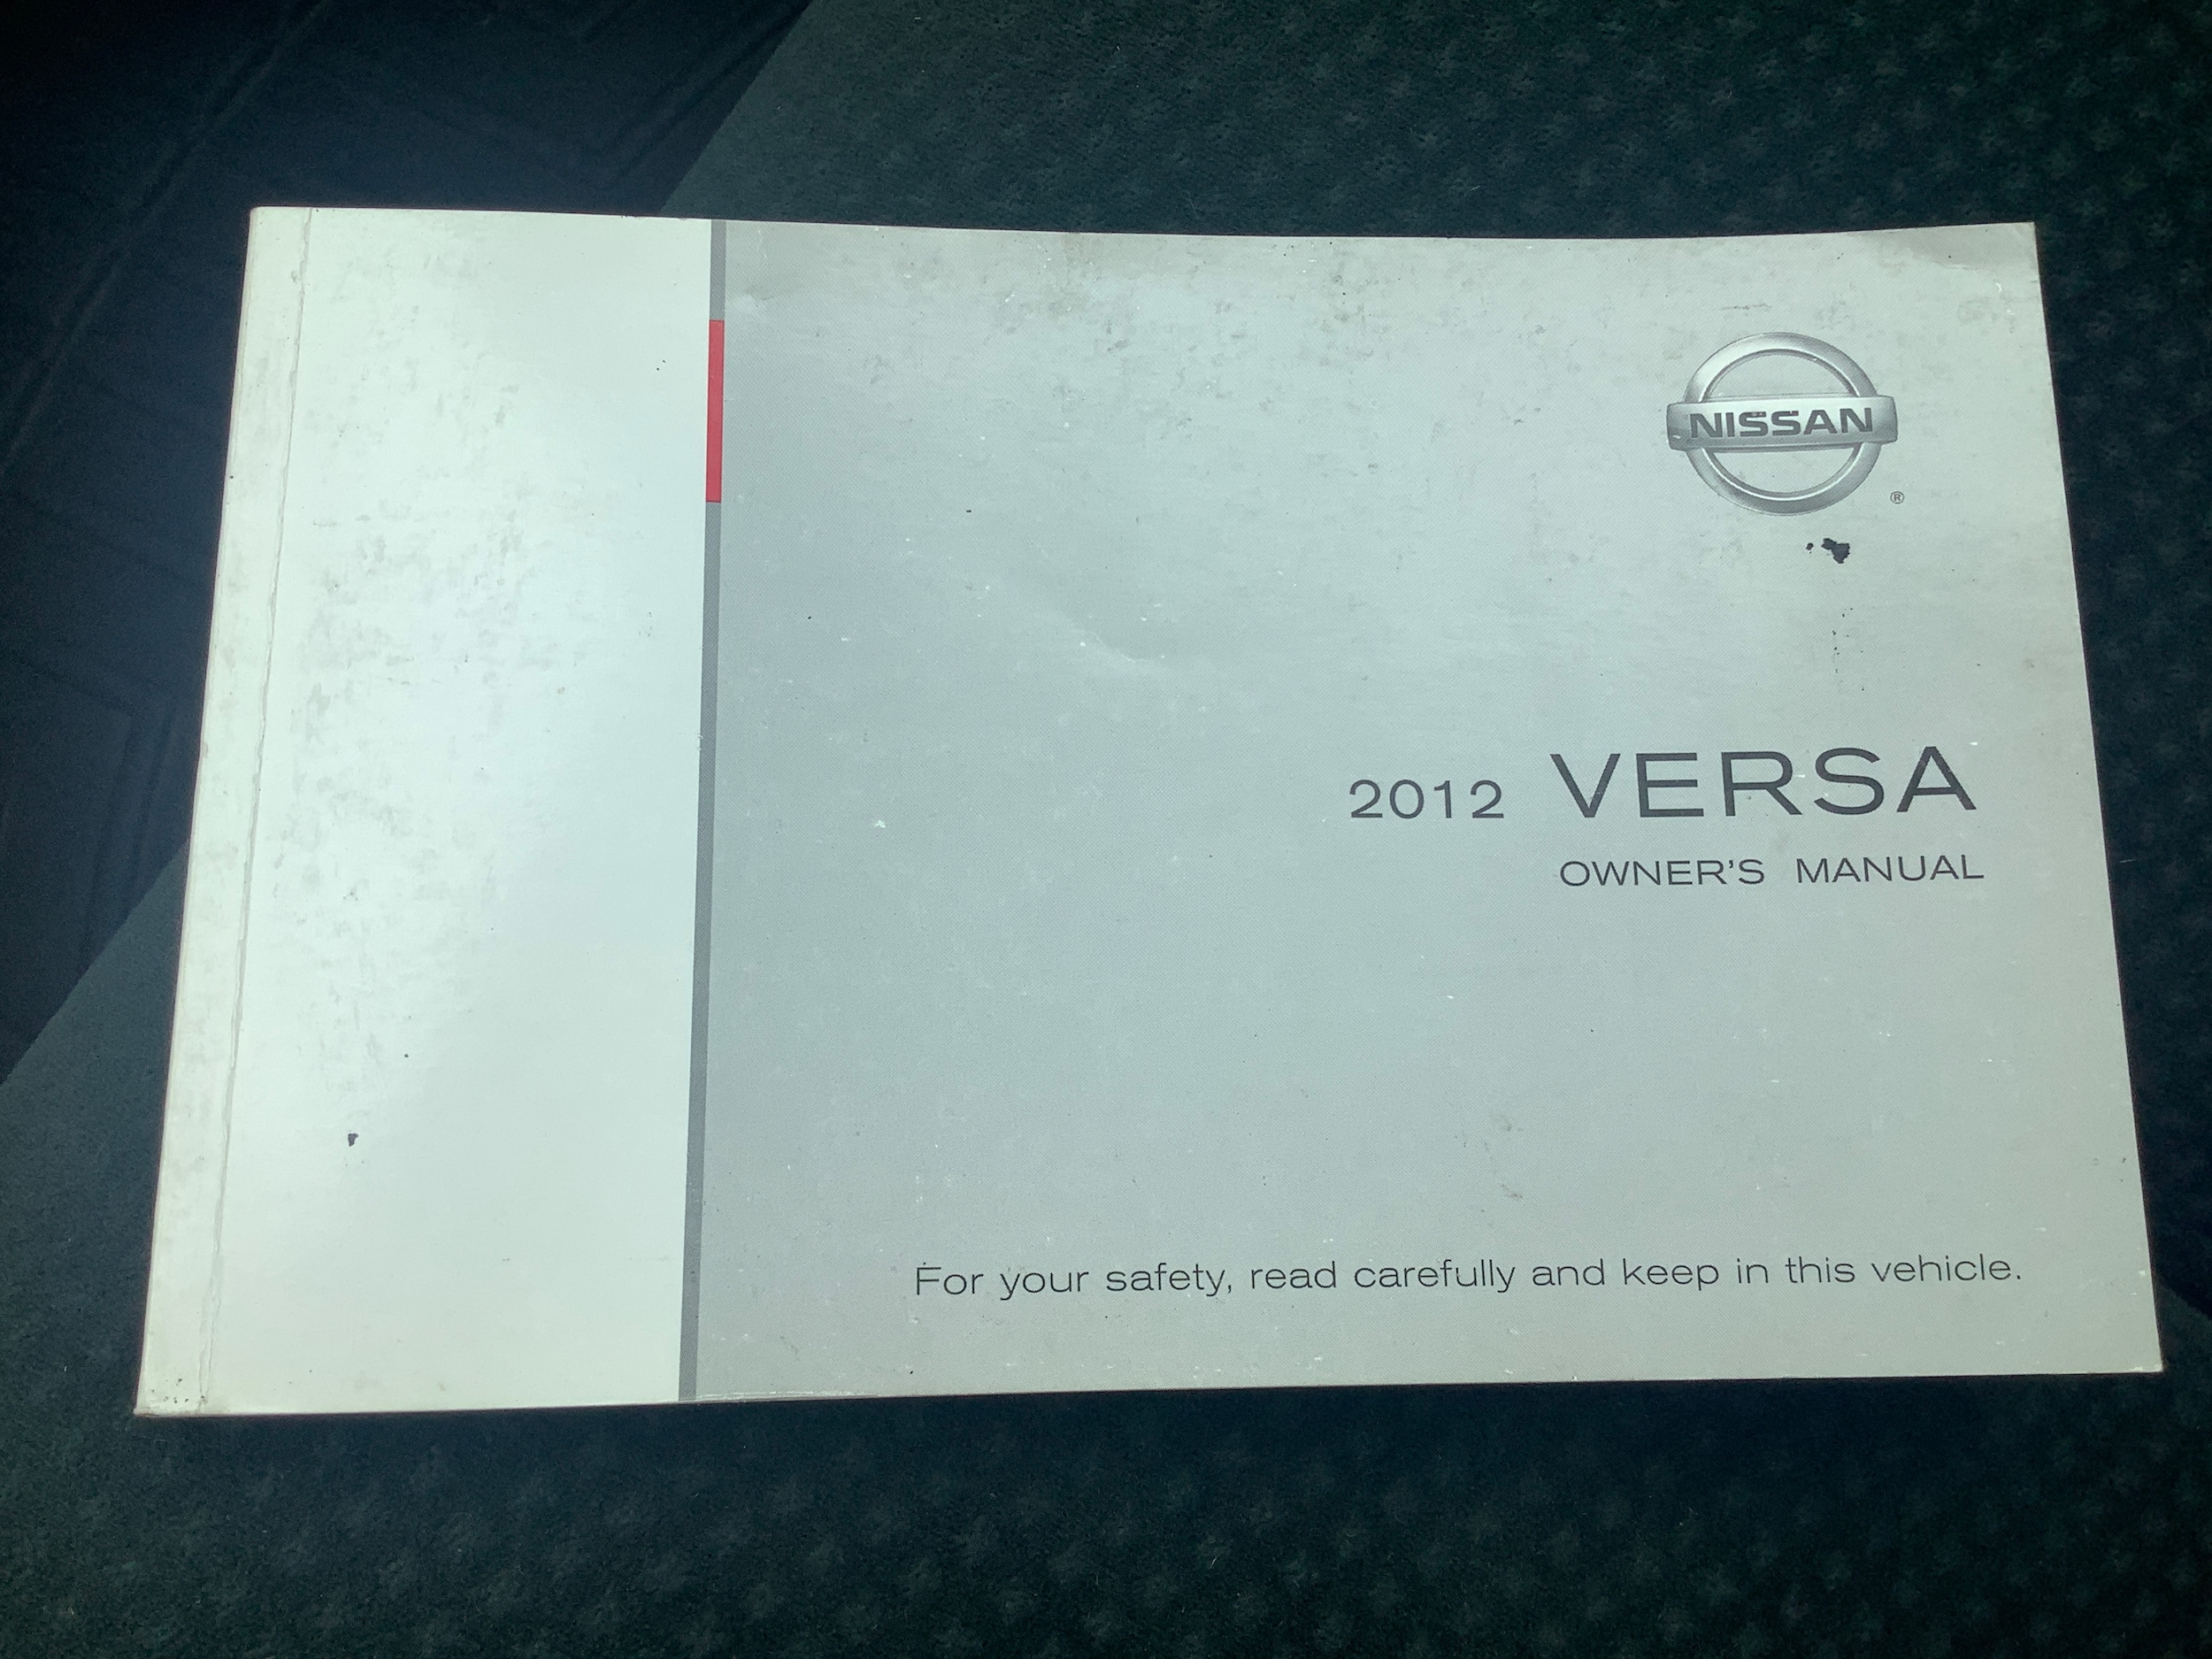 NISSAN
®
2012 VERSA
OWNER'S MANUAL
For your safety, read carefully and keep in this vehicle.